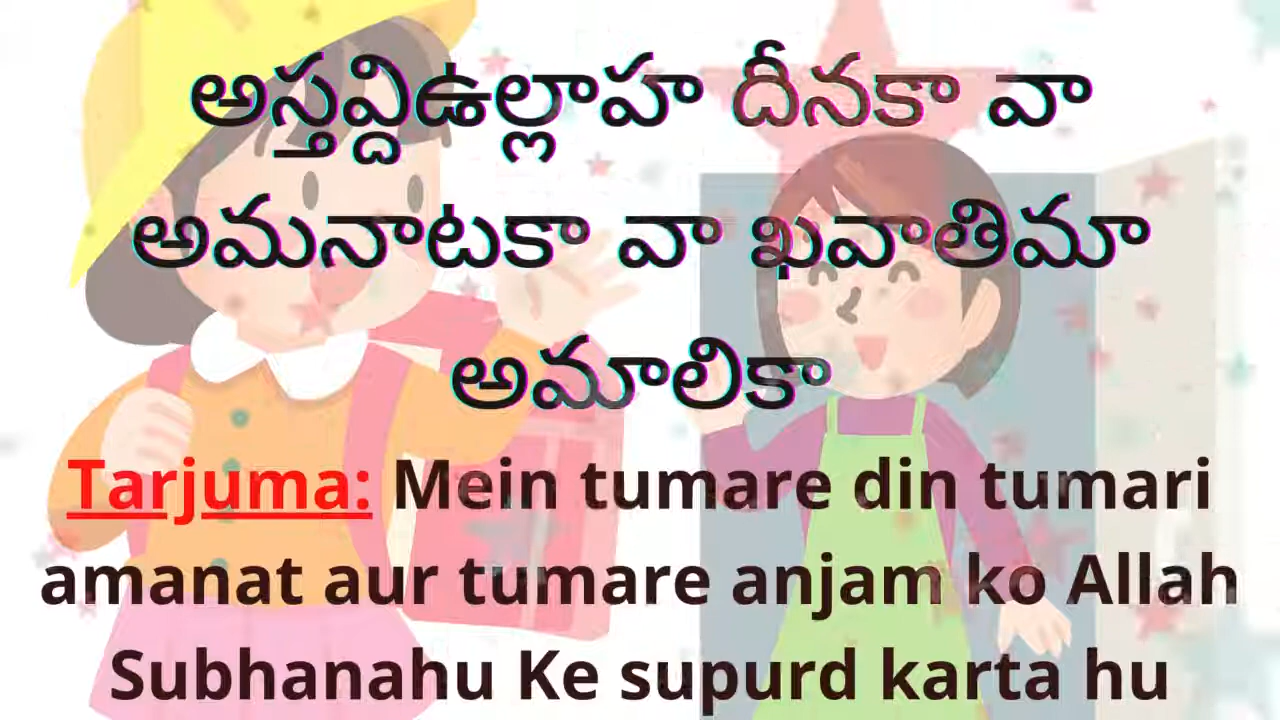 అస్తవ్దిఉల్లాహ దీనకా వా
అమనాటకా వా ఖవాతిమా
అమాలికా
Tarjuma: Mein tumare din tumari
amanat aur tumare anjam ko Allah
Subhanahu Ke supurd karta hu